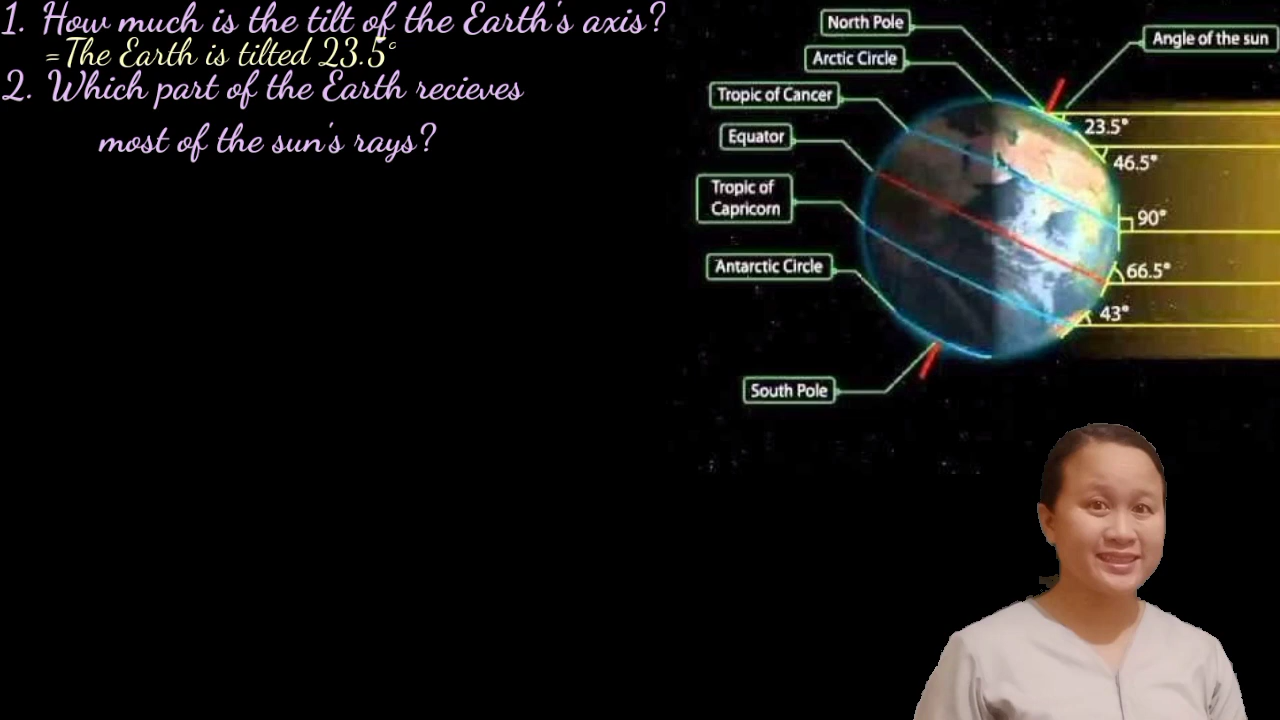 1. How much is the tilt of the Earth's axis?
=The Earth is tilted 23.5°
2. Which part of the Earth recieves
most of the sun's rays?
North Pole
Angle of the sun
Arctic Circle
Tropic of Cancer
23.5°
Equator
46.5°
Tropic of
Capricorn
90°
Antarctic Circle
66.5°
43°
South Pole